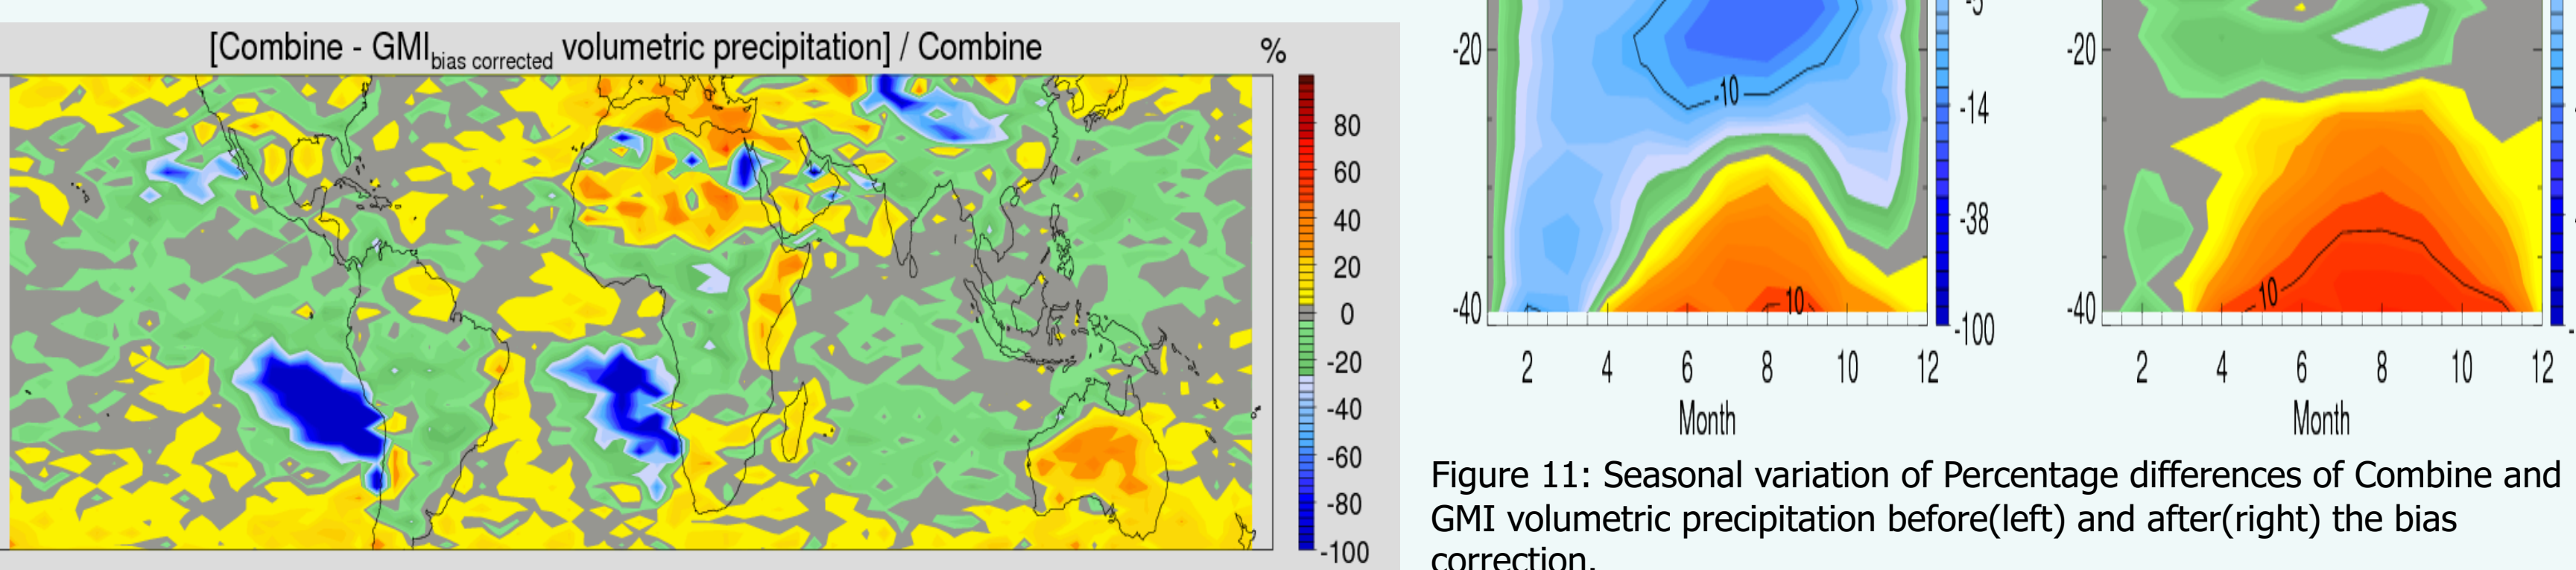 [Combine - GMIbias corrected volumetric precipitation] / Combine
%
80
60
40
20
0
-20
-40
-60
-80
-100
-20
-40
-10
10
2 4 6 8 10 12
Month
-5
-14
-38
-100
-20
-40
10
2 4 6 8 10 12
Month
Figure 11: Seasonal variation of Percentage differences of Combine and
GMI volumetric precipitation before(left) and after(right) the bias
correction.